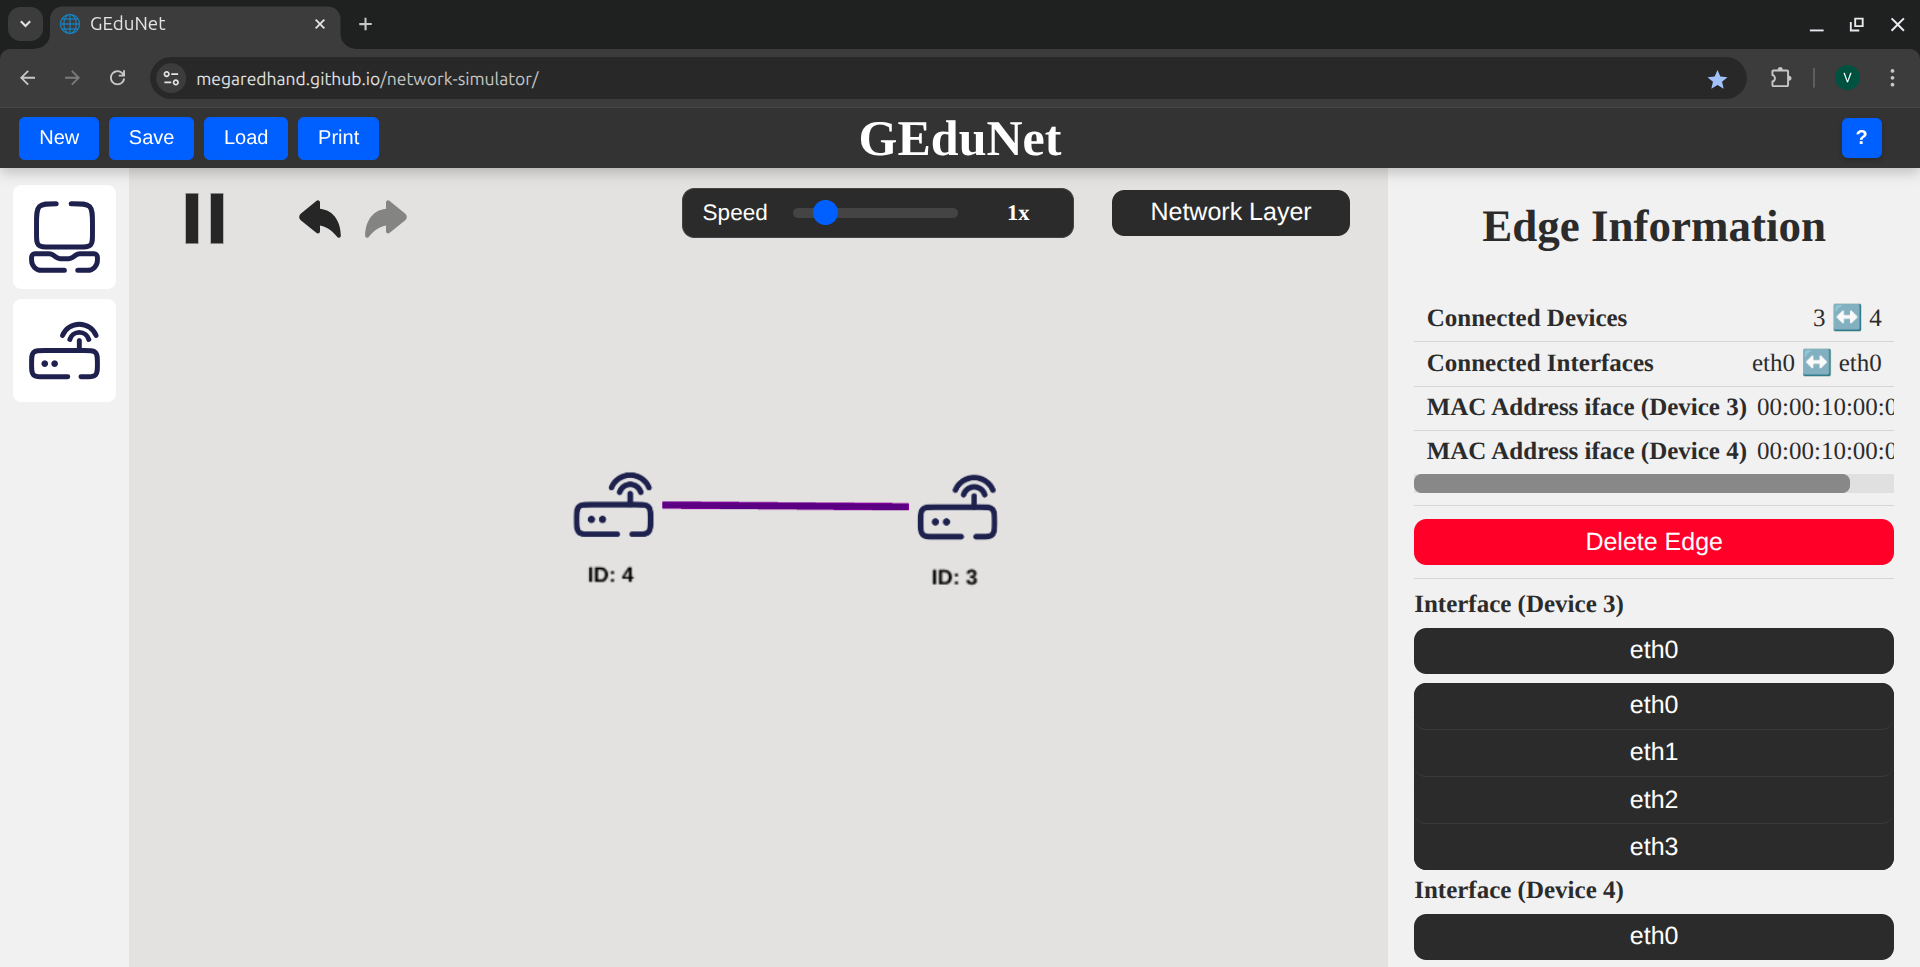 GEduNet
megaredhand.github.io/network-simulator/
V
New
Save
Load
Print
GEduNet
?
Speed
1x
Network Layer
ID: 4
ID: 3
Edge Information
Connected Devices 3 ↔️ 4
Connected Interfaces eth0 ↔️ eth0
MAC Address iface (Device 3) 00:00:10:00:0
MAC Address iface (Device 4) 00:00:10:00:0
Delete Edge
Interface (Device 3)
eth0
eth0
eth1
eth2
eth3
Interface (Device 4)
eth0